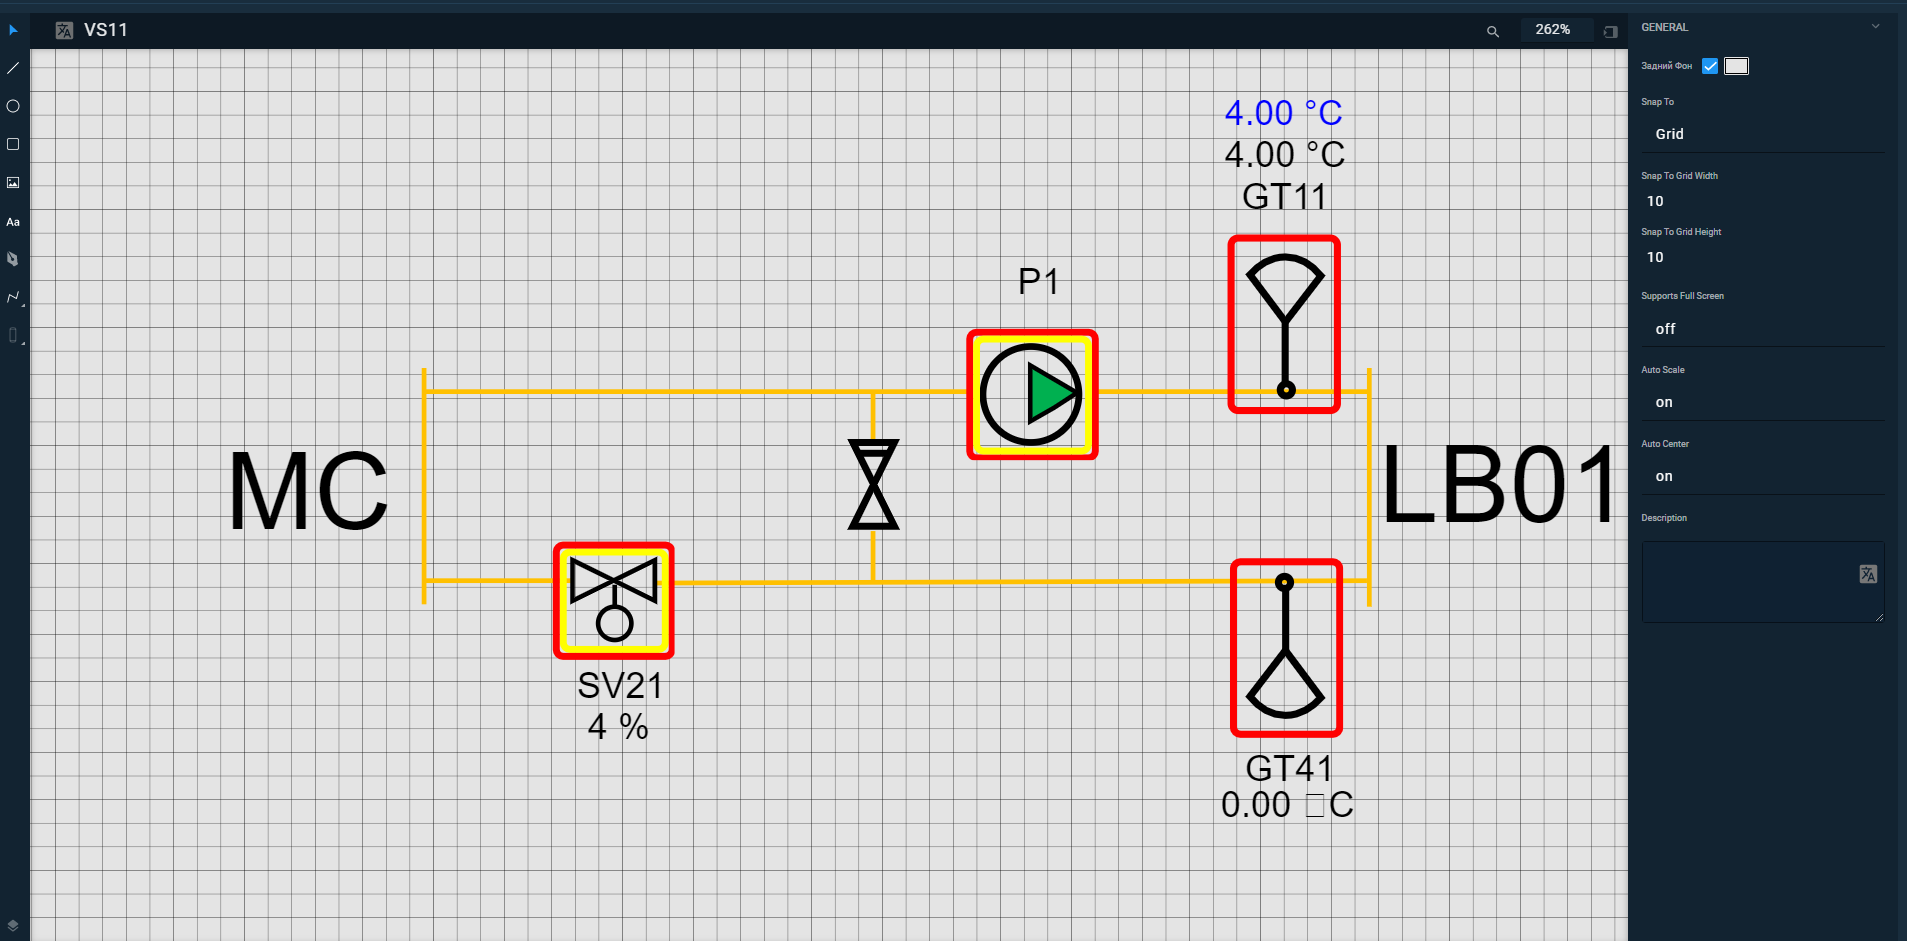 VS11
262%
GENERAL
Задний Фон
Snap To
Grid
Snap To Grid Width
10
Snap To Grid Height
10
Supports Full Screen
off
Auto Scale
on
Auto Center
on
Description
Aa
4.00 °C
4.00 °C
GT11
P1
MC
LB01
SV21
4 %
GT41
0.00 □C